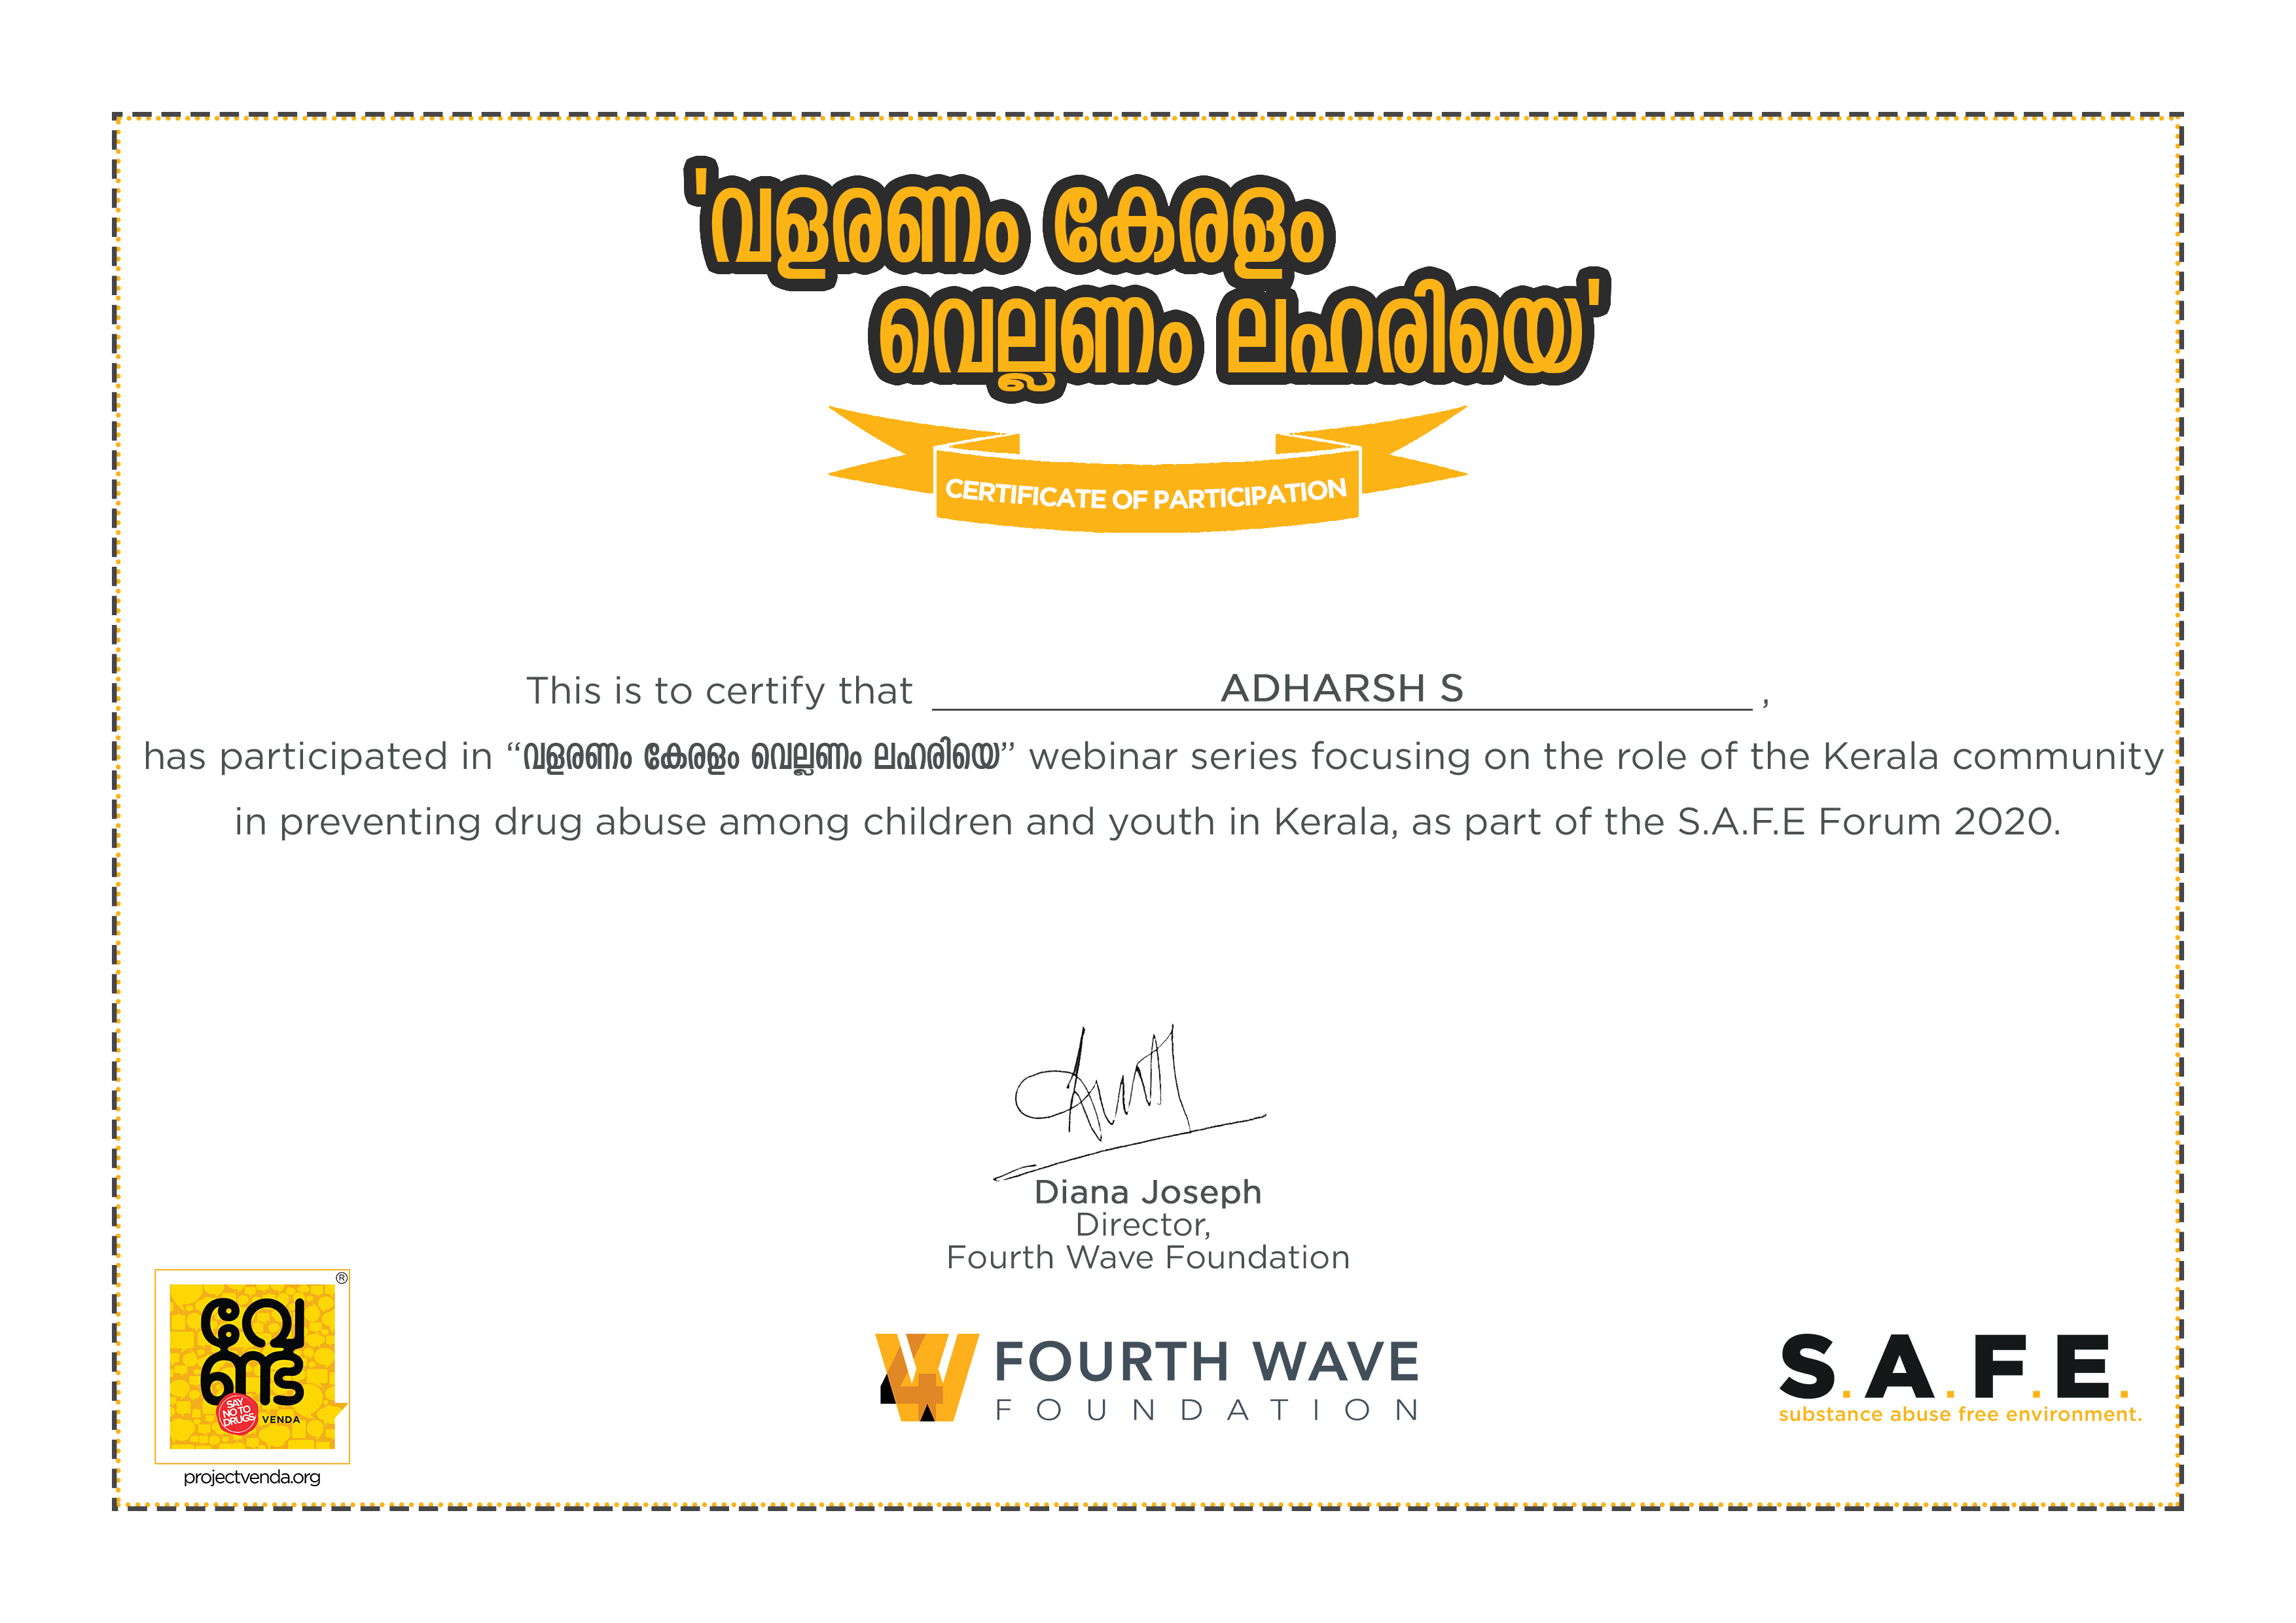 'വളരണം കേരളം
വെല്ലണം ലഹരിയെ'
CERTIFICATE OF PARTICIPATION
This is to certify that ADHARSH S ,
has participated in “വളരണം കേരളം വെല്ലണം ലഹരിയെ” webinar series focusing on the role of the Kerala community
in preventing drug abuse among children and youth in Kerala, as part of the S.A.F.E Forum 2020.
Diana Joseph
Director,
Fourth Wave Foundation
®
വേ
ണ്ട
SAY
NO TO
DRUGS
VENDA
projectvenda.org
4W
FOURTH WAVE
FOUNDATION
S.A.F.E.
substance abuse free environment.